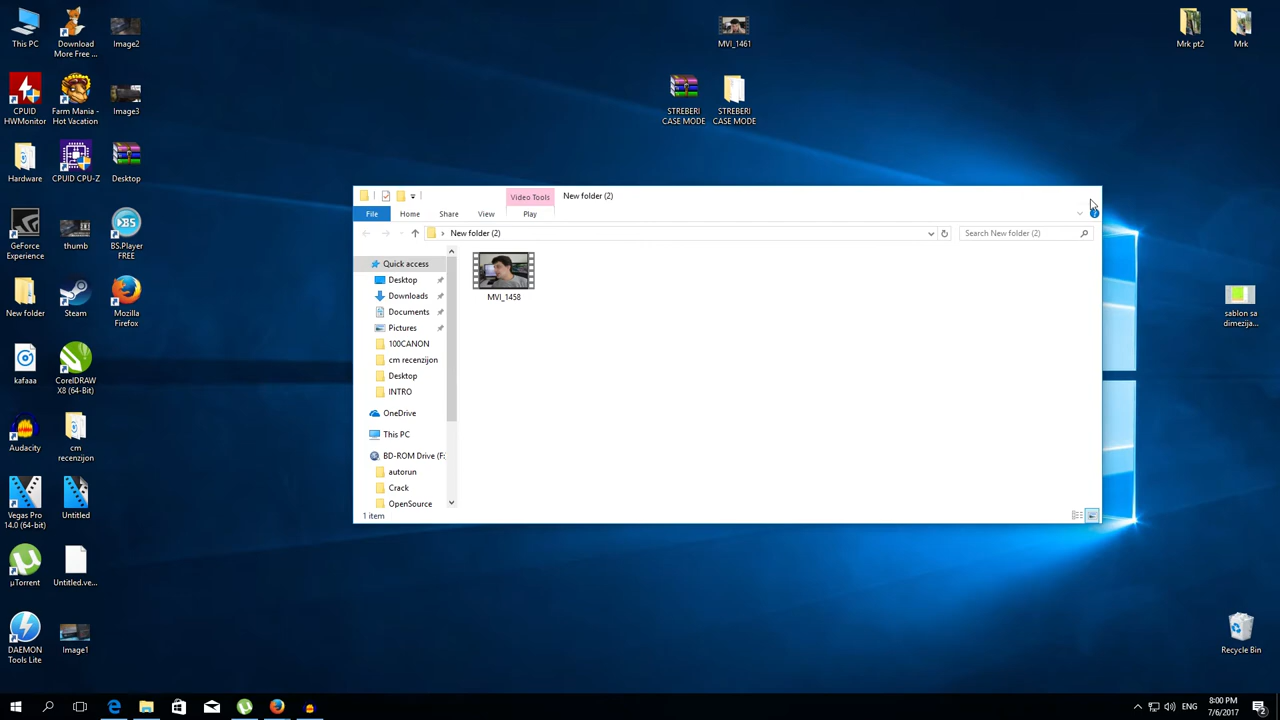 This PC
Download
More Free ...
Image2
MVI_1461
Mrk pt2
Mrk
CPUID
HWMonitor
Farm Mania -
Hot Vacation
Image3
STREBERI
CASE MODE
STREBERI
CASE MODE
Hardware
CPUID CPU-Z
Desktop
GeForce
Experience
thumb
BS.Player
FREE
New folder
Steam
Mozilla
Firefox
kafaaa
CorelDRAW
X8 (64-Bit)
Audacity
cm
recenzijon
Vegas Pro
14.0 (64-bit)
Untitled
µTorrent
Untitled.ve...
DAEMON
Tools Lite
Image1
Video Tools
New folder (2)
File
Home
Share
View
Play
New folder (2)
Search New folder (2)
Quick access
Desktop
Downloads
Documents
Pictures
100CANON
cm recenzijon
Desktop
INTRO
OneDrive
This PC
BD-ROM Drive (F:
autorun
Crack
OpenSource
MVI_1458
1 item
sablon sa
dimezija...
Recycle Bin
ENG
8:00 PM
7/6/2017
2